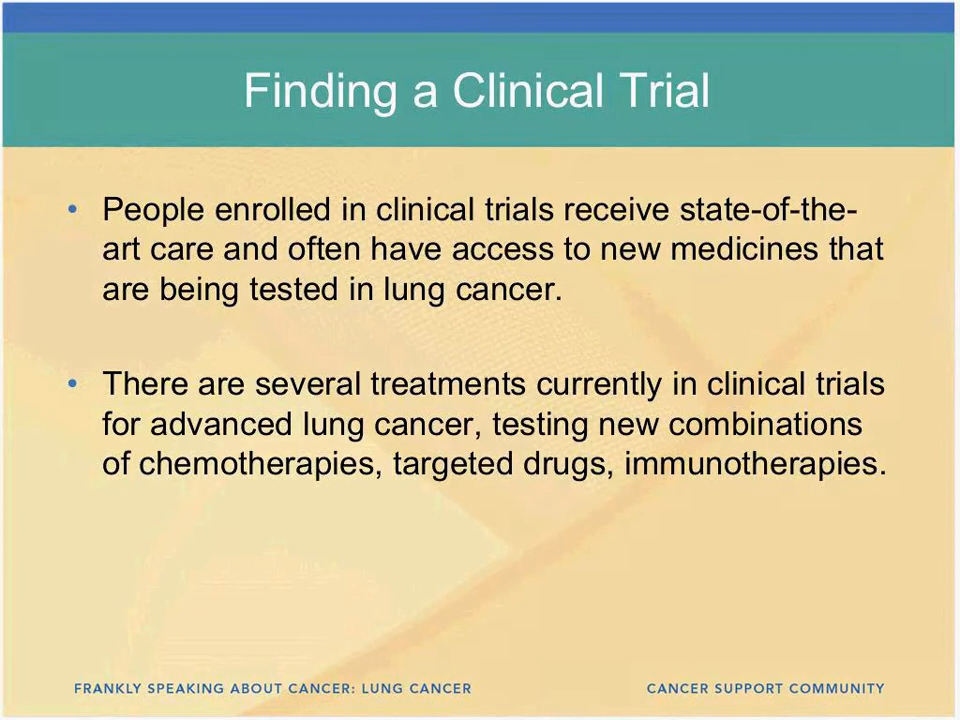 Finding a Clinical Trial
• People enrolled in clinical trials receive state-of-the-
art care and often have access to new medicines that
are being tested in lung cancer.
• There are several treatments currently in clinical trials
for advanced lung cancer, testing new combinations
of chemotherapies, targeted drugs, immunotherapies.
FRANKLY SPEAKING ABOUT CANCER: LUNG CANCER
CANCER SUPPORT COMMUNITY